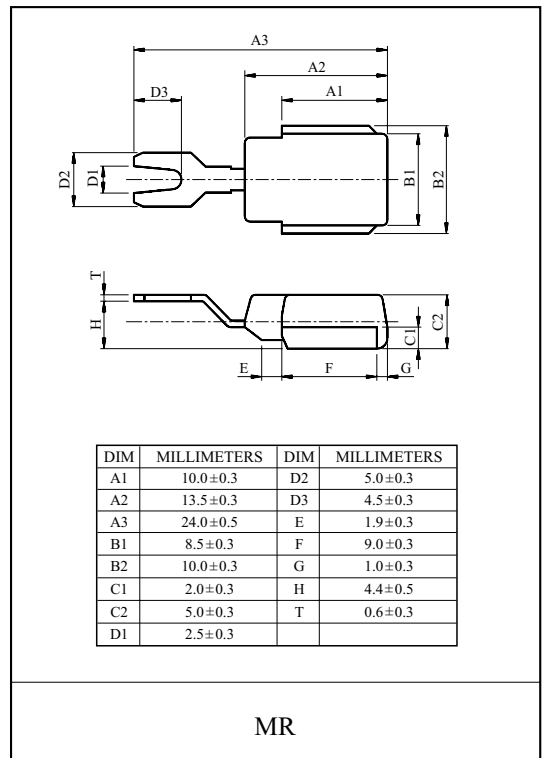 A3
A2
D3 A1
D2 D1 B1 B2
T
H C1 C2
E F G
DIM MILLIMETERS DIM MILLIMETERS
A1 10.0±0.3 D2 5.0±0.3
A2 13.5±0.3 D3 4.5±0.3
A3 24.0±0.5 E 1.9±0.3
B1 8.5±0.3 F 9.0±0.3
B2 10.0±0.3 G 1.0±0.3
C1 2.0±0.3 H 4.4±0.5
C2 5.0±0.3 T 0.6±0.3
D1 2.5±0.3
MR